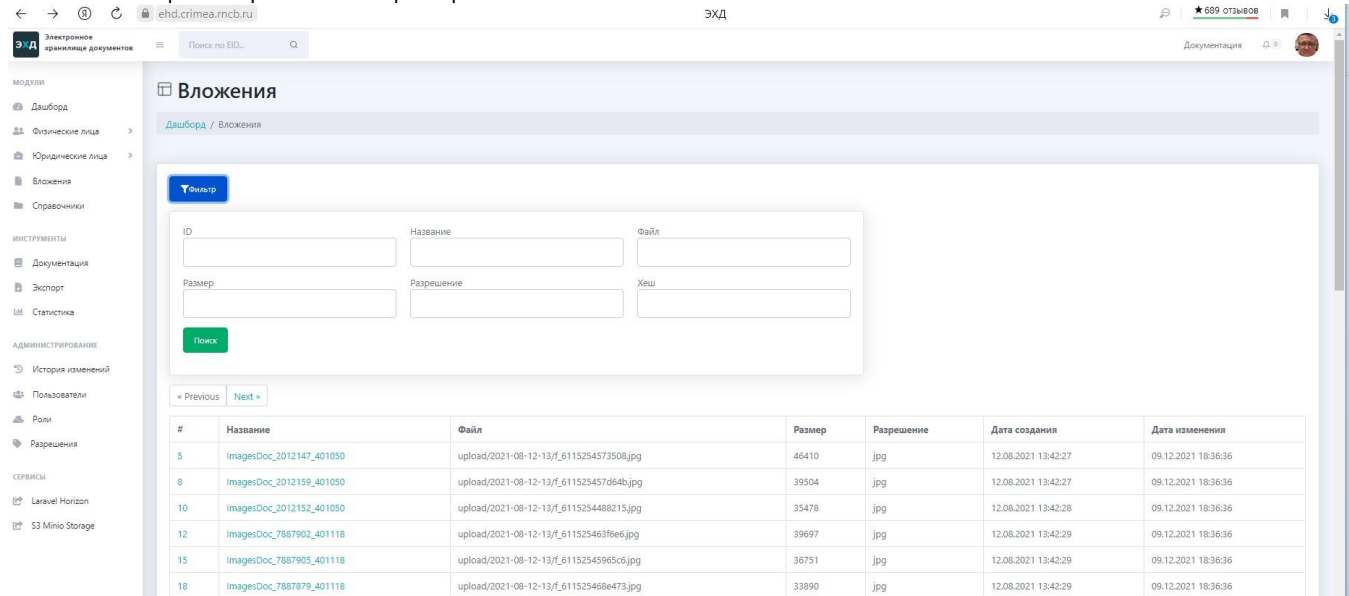 ehd.crimea.rncb.ru
ЭХД
★ 689 отзывов
3
ЭХД
Электронное
хранилище документов
Поиск по EID...
Документация
0
МОДУЛИ
Дашборд
Физические лица
Юридические лица
Вложения
Справочники
ИНСТРУМЕНТЫ
Документация
Экспорт
Статистика
АДМИНИСТРИРОВАНИЕ
История изменений
Пользователи
Роли
Разрешения
СЕРВИСЫ
Laravel Horizon
S3 Minio Storage
Вложения
Дашборд / Вложения
Фильтр
ID Название Файл
Размер Разрешение Хеш
Поиск
« Previous Next »
# Название Файл Размер Разрешение Дата создания Дата изменения
5 ImagesDoc_2012147_401050 upload/2021-08-12-13/f_6115254573508.jpg 46410 jpg 12.08.2021 13:42:27 09.12.2021 18:36:36
8 ImagesDoc_2012159_401050 upload/2021-08-12-13/f_611525457d64b.jpg 39504 jpg 12.08.2021 13:42:27 09.12.2021 18:36:36
10 ImagesDoc_2012152_401050 upload/2021-08-12-13/f_6115254488215.jpg 35478 jpg 12.08.2021 13:42:28 09.12.2021 18:36:36
12 ImagesDoc_7887902_401118 upload/2021-08-12-13/f_611525463f6e6.jpg 39697 jpg 12.08.2021 13:42:29 09.12.2021 18:36:36
15 ImagesDoc_7887905_401118 upload/2021-08-12-13/f_61152545965c6.jpg 36751 jpg 12.08.2021 13:42:29 09.12.2021 18:36:36
18 ImagesDoc_7887879_401118 upload/2021-08-12-13/f_611525468e473.jpg 33890 jpg 12.08.2021 13:42:29 09.12.2021 18:36:36